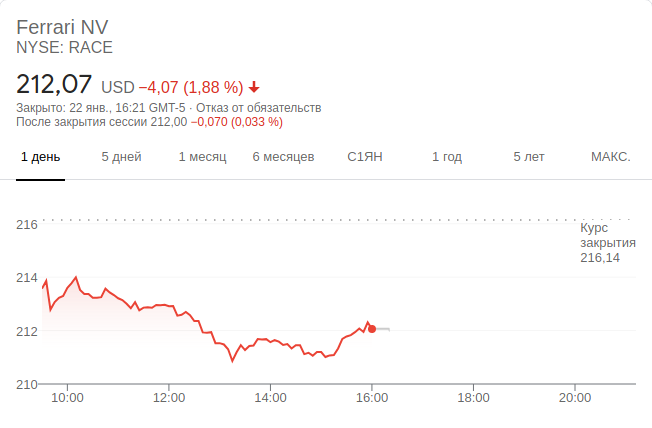 Ferrari NV
NYSE: RACE
212,07 USD −4,07 (1,88 %)
Закрыто: 22 янв., 16:21 GMT-5 · Отказ от обязательств
После закрытия сессии 212,00 −0,070 (0,033 %)
1 день 5 дней 1 месяц 6 месяцев С1ЯН 1 год 5 лет МАКС.
216
Курс
закрытия
216,14
214
212
210
10:00 12:00 14:00 16:00 18:00 20:00